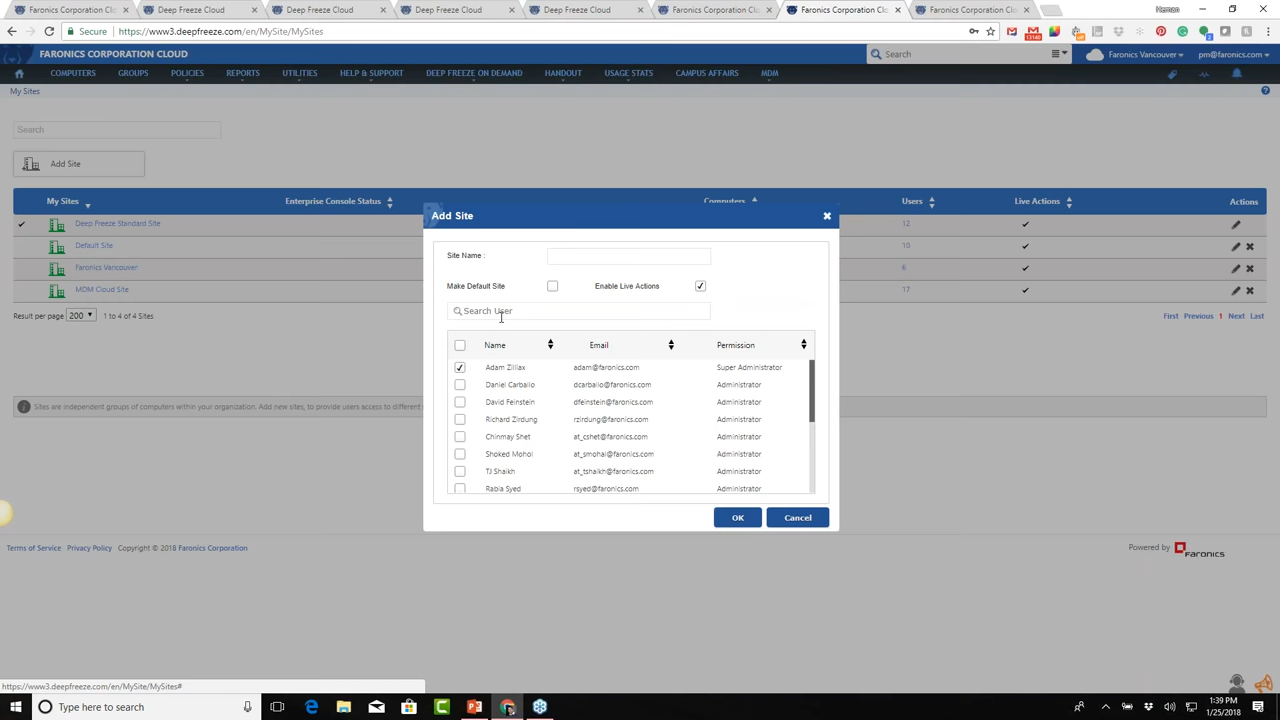 Faronics Corporation Clo
Deep Freeze Cloud
Deep Freeze Cloud
Deep Freeze Cloud
Deep Freeze Cloud
Faronics Corporation Clo
Faronics Corporation Clo
Faronics Corporation Clo
Neman
Secure https://www3.deepfreeze.com/en/MySite/MySites
FARONICS CORPORATION CLOUD
Search
Faronics Vancouver
pm@faronics.com
COMPUTERS GROUPS POLICIES REPORTS UTILITIES HELP & SUPPORT DEEP FREEZE ON DEMAND HANDOUT USAGE STATS CAMPUS AFFAIRS MDM
My Sites
Search
Add Site
My Sites Enterprise Console Status Computers Users Live Actions Actions
Deep Freeze Standard Site 12
Default Site 10
Faronics Vancouver 6
MDM Cloud Site 17
Result per page 200 1 to 4 of 4 Sites
First Previous 1 Next Last
Sites are independent groups of computers within your organization. Add new sites, to provide users access to different
Add Site
Site Name :
Make Default Site Enable Live Actions
Search User
Name Email Permission
Adam Zilliax adam@faronics.com Super Administrator
Daniel Carballo dcarballo@faronics.com Administrator
David Feinstein dfeinstein@faronics.com Administrator
Richard Zirdung rzirdung@faronics.com Administrator
Chinmay Shet at_cshet@faronics.com Administrator
Shoked Mohol at_smohal@faronics.com Administrator
TJ Shaikh at_tshaikh@faronics.com Administrator
Rabia Syed rsyed@faronics.com Administrator
OK Cancel
Terms of Service Privacy Policy Copyright © 2018 Faronics Corporation
Powered by Faronics
https://www3.deepfreeze.com/en/MySite/MySites#
Type here to search
1:39 PM
1/25/2018